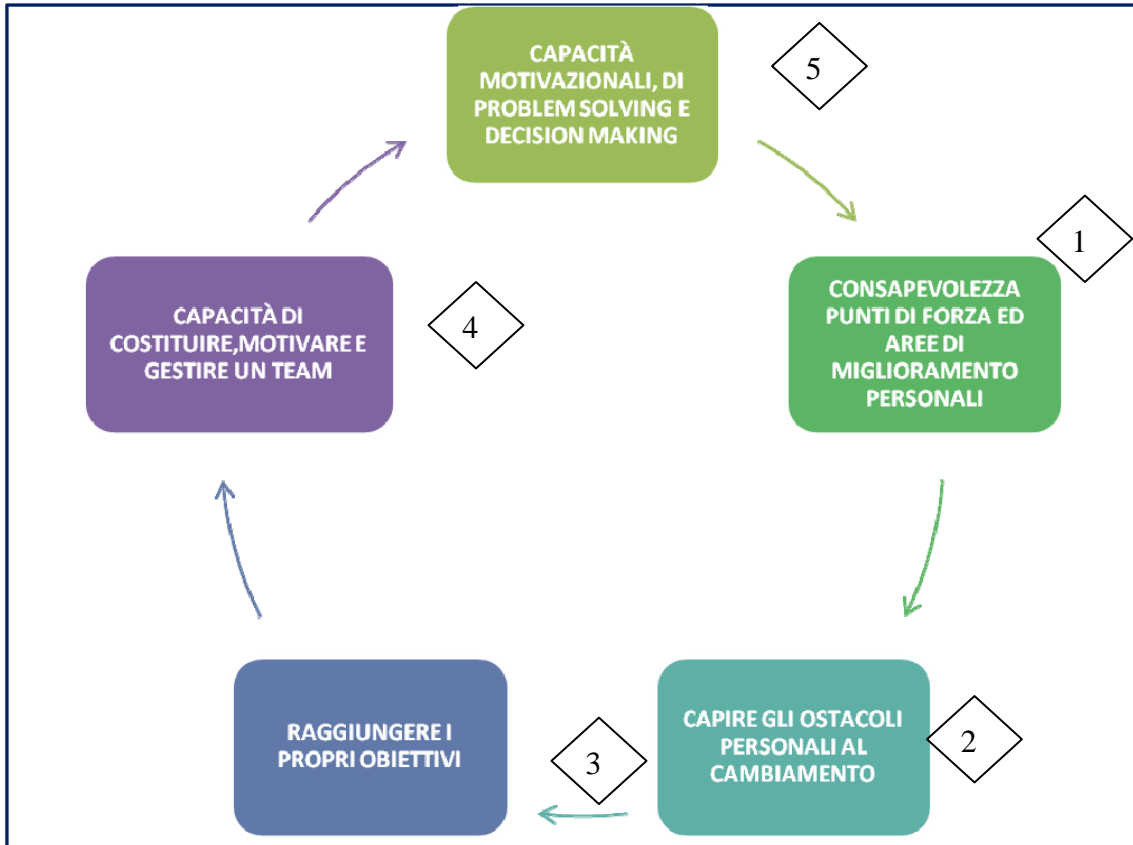 CAPACITÀ
MOTIVAZIONALI, DI
PROBLEM SOLVING E
DECISION MAKING
5
1
CONSAPEVOLEZZA
PUNTI DI FORZA ED
AREE DI
MIGLIORAMENTO
PERSONALI
CAPACITÀ DI
COSTITUIRE,MOTIVARE E
GESTIRE UN TEAM
4
RAGGIUNGERE I
PROPRI OBIETTIVI
3
CAPIRE GLI OSTACOLI
PERSONALI AL
CAMBIAMENTO
2